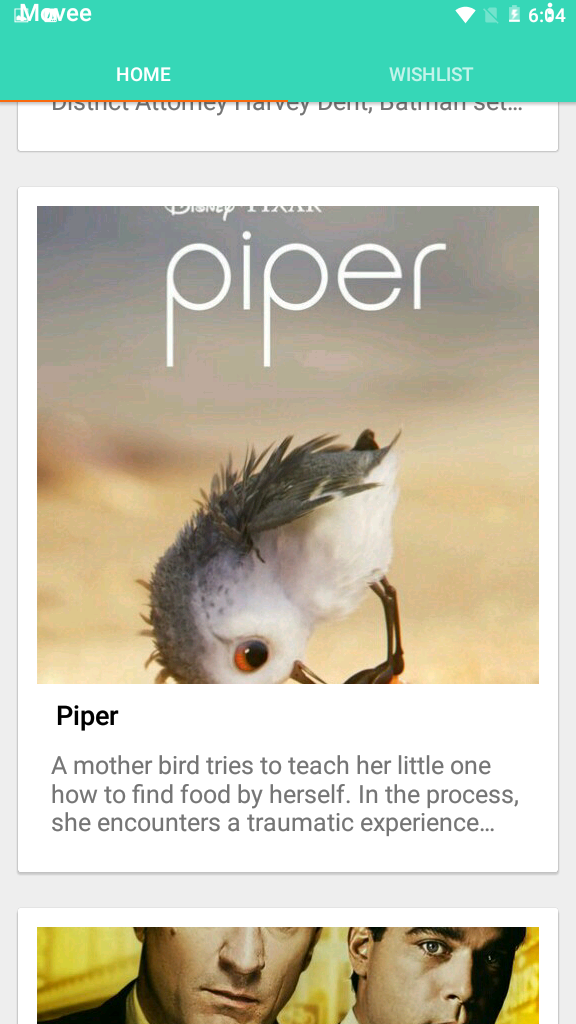 Movee
6:04
HOME
WISHLIST
District Attorney Harvey Dent, Batman set…
Disney PIXAR
piper
Piper
A mother bird tries to teach her little one
how to find food by herself. In the process,
she encounters a traumatic experience…